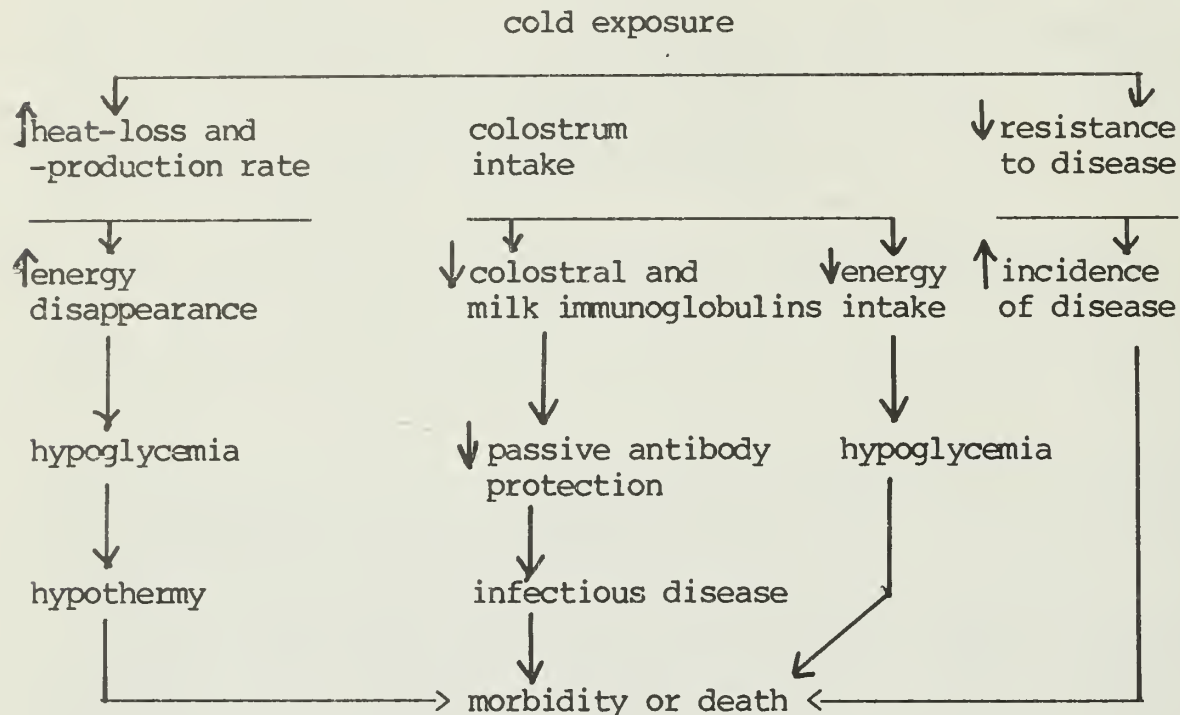 cold exposure
↑heat-loss and
-production rate
colostrum
intake
↓ resistance
to disease
↑energy
disappearance
↓ colostral and
milk immunoglobulins
↓energy
intake
↑ incidence
of disease
hypoglycemia
↓ passive antibody
protection
hypoglycemia
hypothermy
infectious disease
morbidity or death